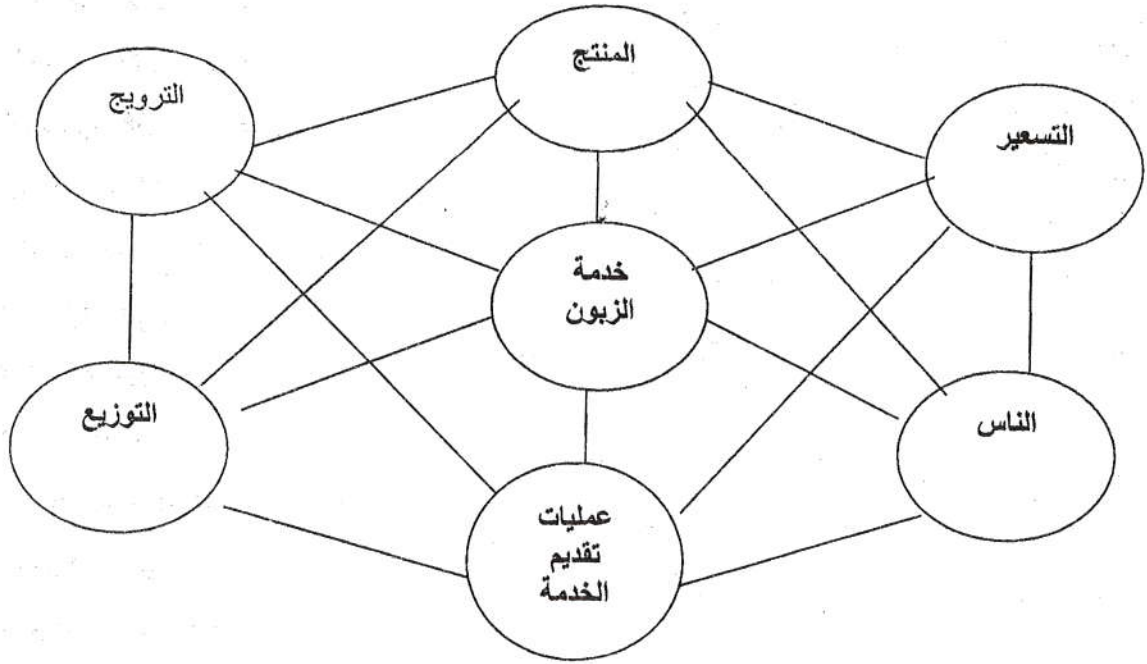 المنتج
الترويج
التسعير
خدمة
الزبون
التوزيع
الناس
عمليات
تقديم
الخدمة